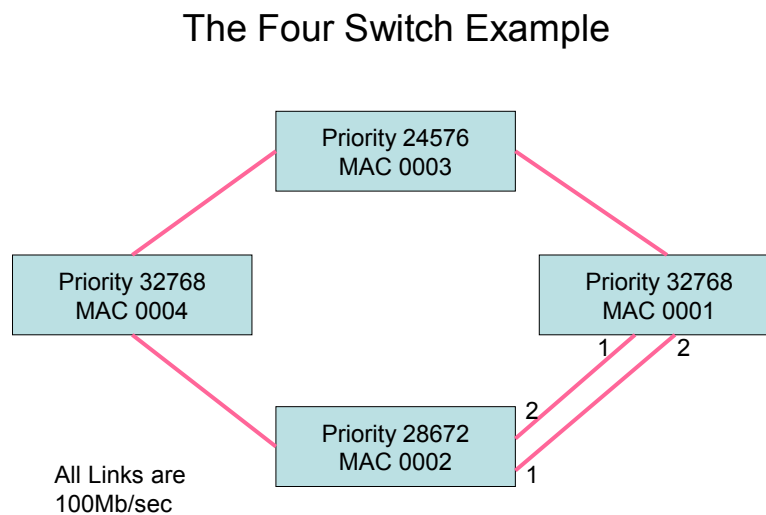 The Four Switch Example
Priority 24576
MAC 0003
Priority 32768
MAC 0004
Priority 32768
MAC 0001
1
2
2
Priority 28672
MAC 0002
1
All Links are
100Mb/sec